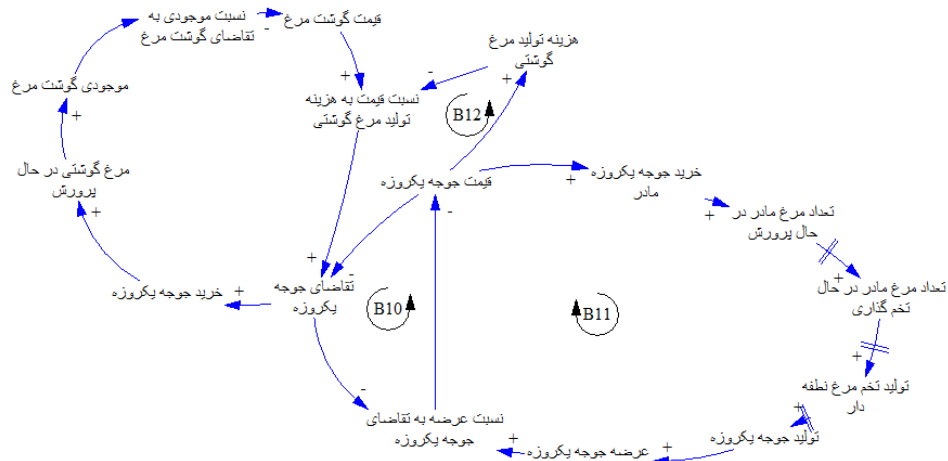 قیمت گوشت مرغ
نسبت موجودی به
تقاضای گوشت مرغ
-
هزینه تولید مرغ
گوشتی
+
-
+
موجودی گوشت مرغ
نسبت قیمت به هزینه
تولید مرغ گوشتی
B12
+
مرغ گوشتی در حال
پرورش
قیمت جوجه یکروزه
خرید جوجه یکروزه
مادر
+
+
-
تعداد مرغ مادر در
حال پرورش
+
+
-
+
تقاضای جوجه
یکروزه
خرید جوجه یکروزه
+
تعداد مرغ مادر در حال
تخم گذاری
B10
B11
+
-
تولید تخم مرغ نطفه
دار
نسبت عرضه به تقاضای
جوجه یکروزه
+
+
عرضه جوجه یکروزه
+
تولید جوجه یکروزه